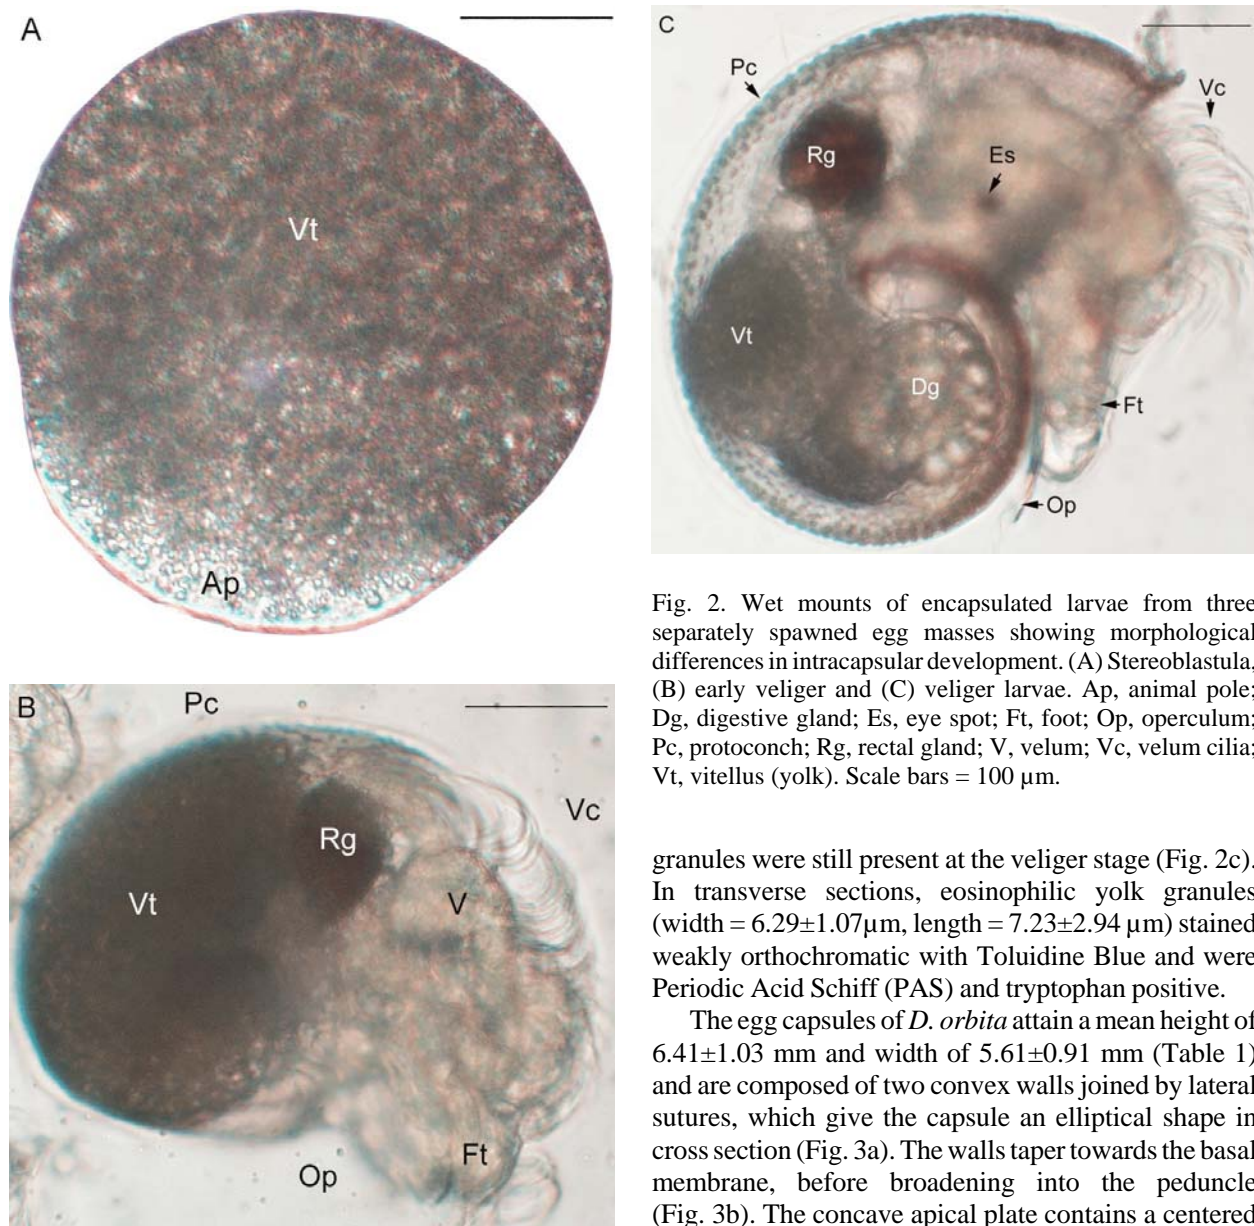 A
Vt
Ap
B
Pc
Vc
Rg
Vt
V
Op
Ft
C
Pc
Vc
Rg
Es
Vt
Dg
Ft
Op
Fig. 2. Wet mounts of encapsulated larvae from three
separately spawned egg masses showing morphological
differences in intracapsular development. (A) Stereoblastula,
(B) early veliger and (C) veliger larvae. Ap, animal pole;
Dg, digestive gland; Es, eye spot; Ft, foot; Op, operculum;
Pc, protoconch; Rg, rectal gland; V, velum; Vc, velum cilia;
Vt, vitellus (yolk). Scale bars = 100 µm.
granules were still present at the veliger stage (Fig. 2c).
In transverse sections, eosinophilic yolk granules
(width = 6.29±1.07µm, length = 7.23±2.94 µm) stained
weakly orthochromatic with Toluidine Blue and were
Periodic Acid Schiff (PAS) and tryptophan positive.
The egg capsules of D. orbita attain a mean height of
6.41±1.03 mm and width of 5.61±0.91 mm (Table 1)
and are composed of two convex walls joined by lateral
sutures, which give the capsule an elliptical shape in
cross section (Fig. 3a). The walls taper towards the basal
membrane, before broadening into the peduncle
(Fig. 3b). The concave apical plate contains a centered